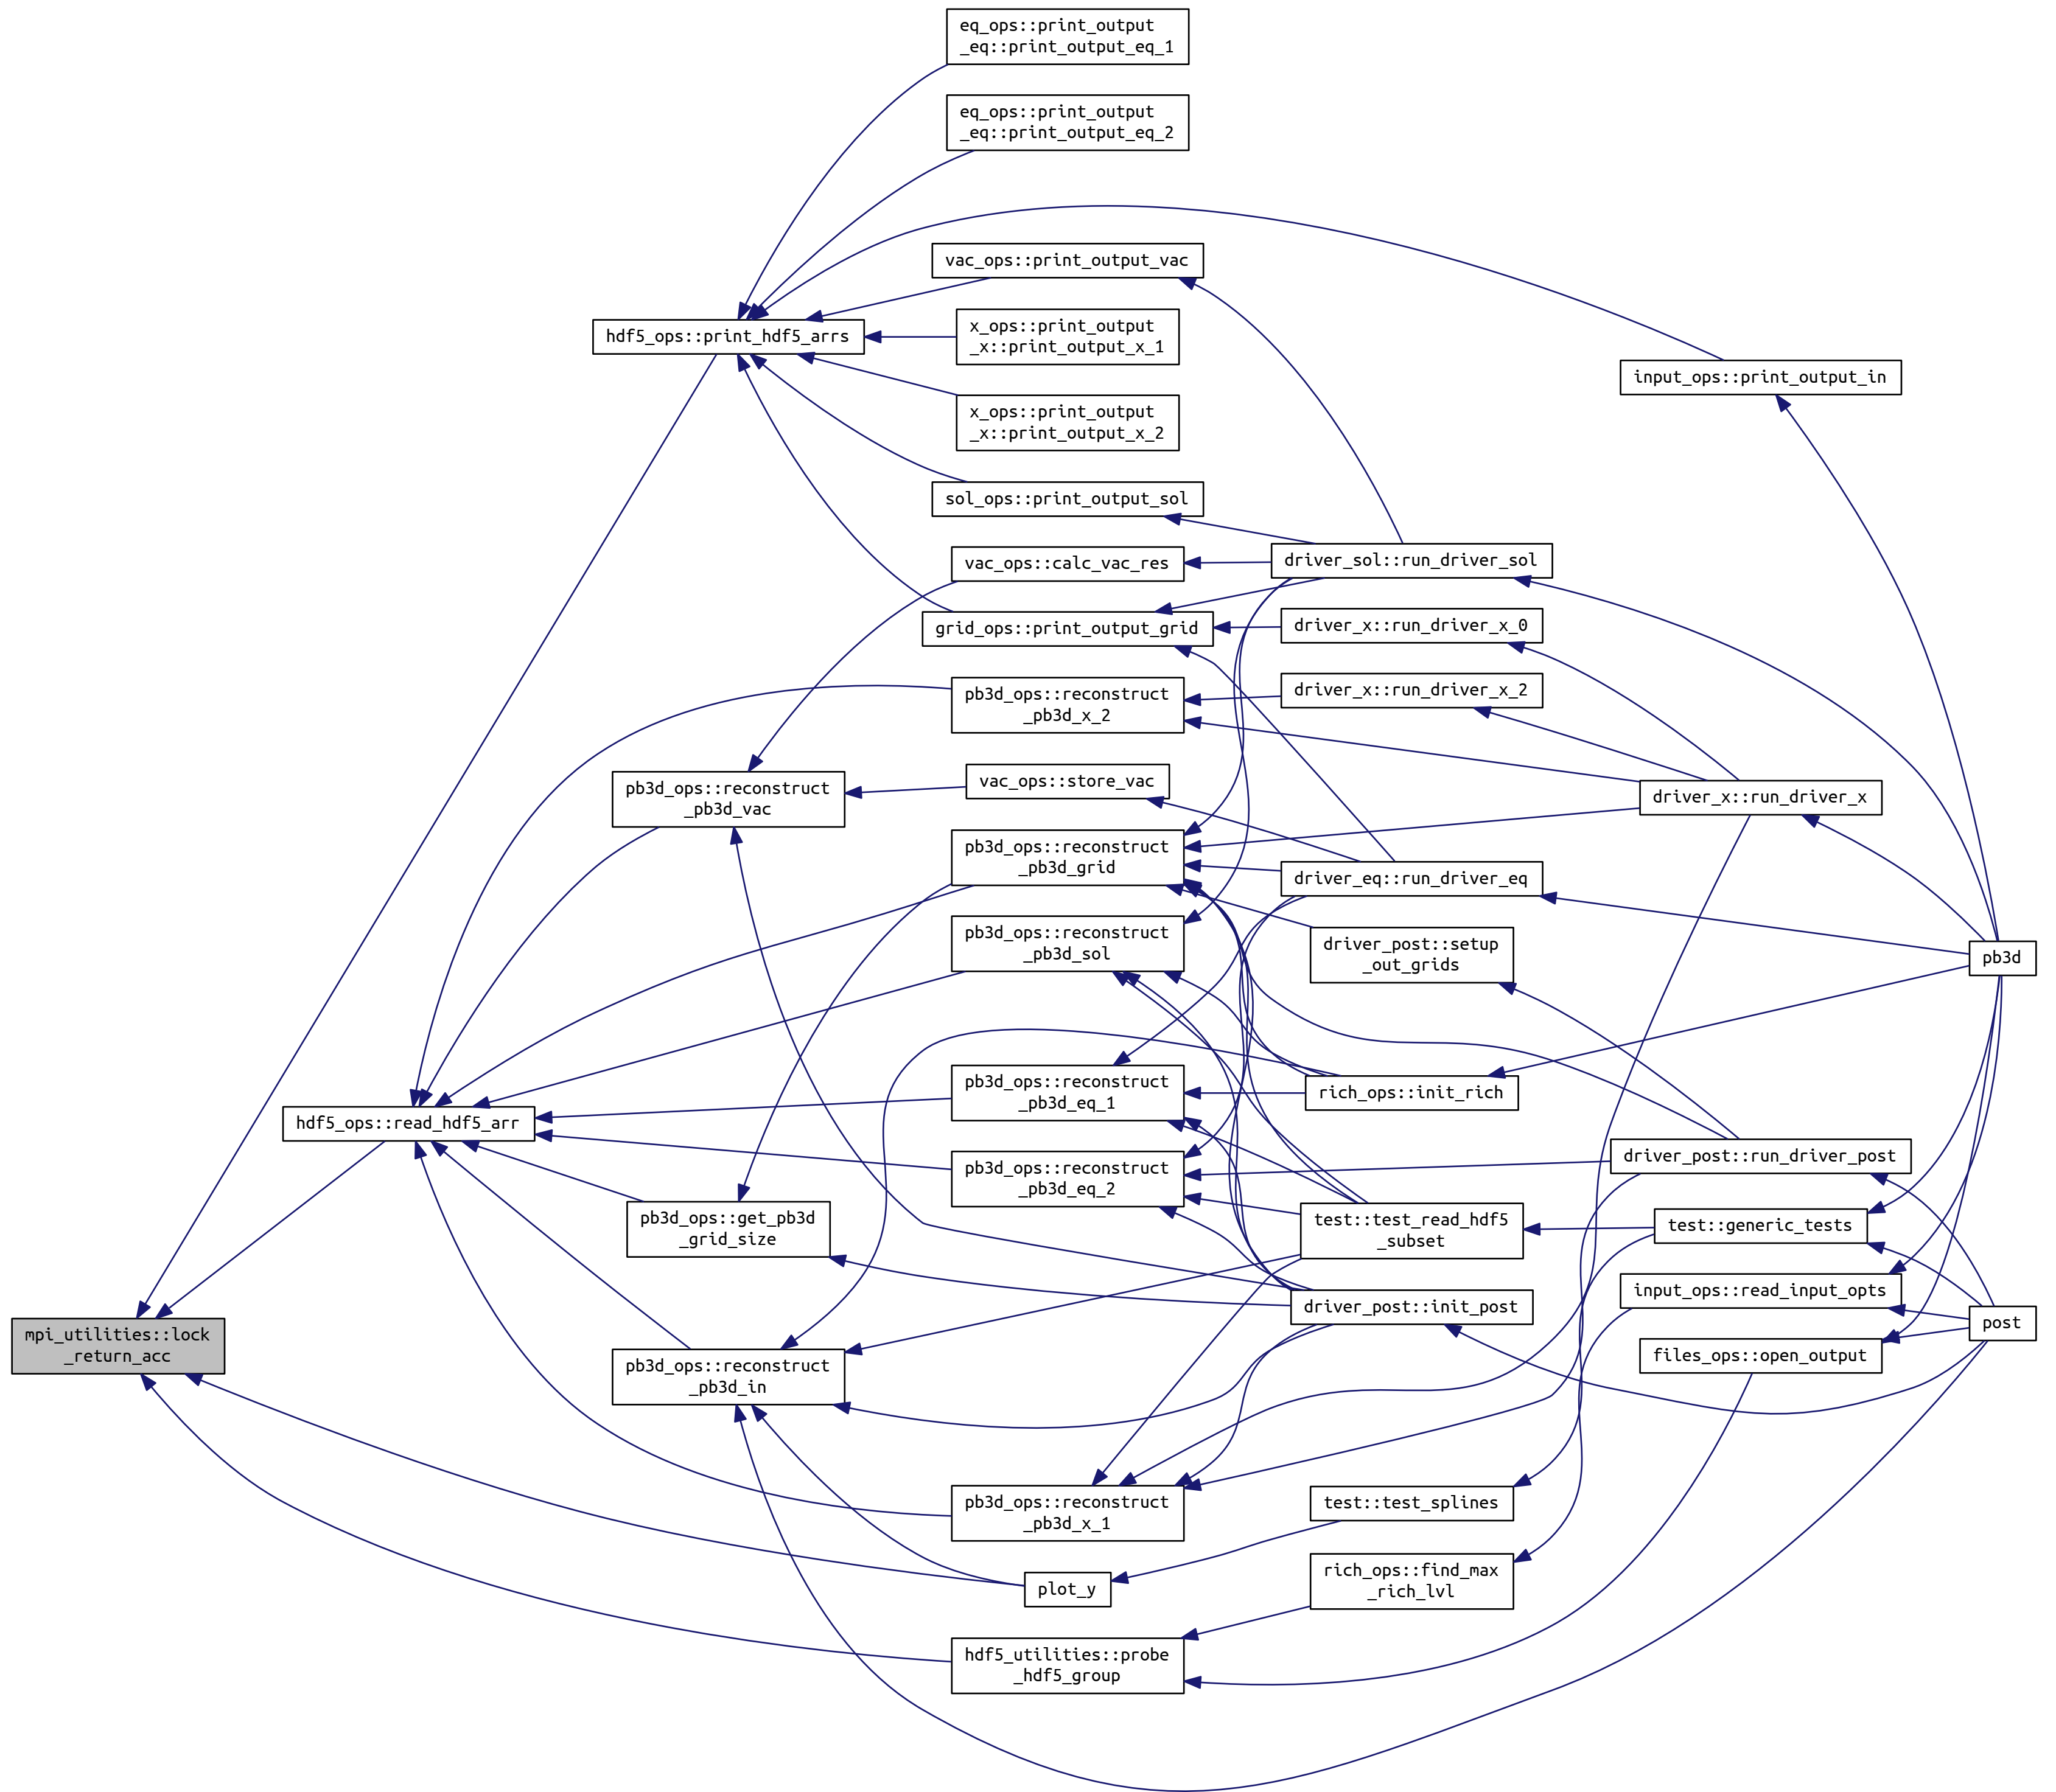 eq_ops::print_output
_eq::print_output_eq_1
eq_ops::print_output
_eq::print_output_eq_2
vac_ops::print_output_vac
hdf5_ops::print_hdf5_arrs
x_ops::print_output
_x::print_output_x_1
input_ops::print_output_in
x_ops::print_output
_x::print_output_x_2
sol_ops::print_output_sol
vac_ops::calc_vac_res
driver_sol::run_driver_sol
grid_ops::print_output_grid
driver_x::run_driver_x_0
pb3d_ops::reconstruct
_pb3d_x_2
driver_x::run_driver_x_2
pb3d_ops::reconstruct
_pb3d_vac
vac_ops::store_vac
driver_x::run_driver_x
pb3d_ops::reconstruct
_pb3d_grid
driver_eq::run_driver_eq
pb3d_ops::reconstruct
_pb3d_sol
driver_post::setup
_out_grids
pb3d
pb3d_ops::reconstruct
_pb3d_eq_1
rich_ops::init_rich
hdf5_ops::read_hdf5_arr
pb3d_ops::reconstruct
_pb3d_eq_2
driver_post::run_driver_post
pb3d_ops::get_pb3d
_grid_size
test::test_read_hdf5
_subset
test::generic_tests
input_ops::read_input_opts
driver_post::init_post
post
mpi_utilities::lock
_return_acc
files_ops::open_output
pb3d_ops::reconstruct
_pb3d_in
pb3d_ops::reconstruct
_pb3d_x_1
test::test_splines
plot_y
rich_ops::find_max
_rich_lvl
hdf5_utilities::probe
_hdf5_group